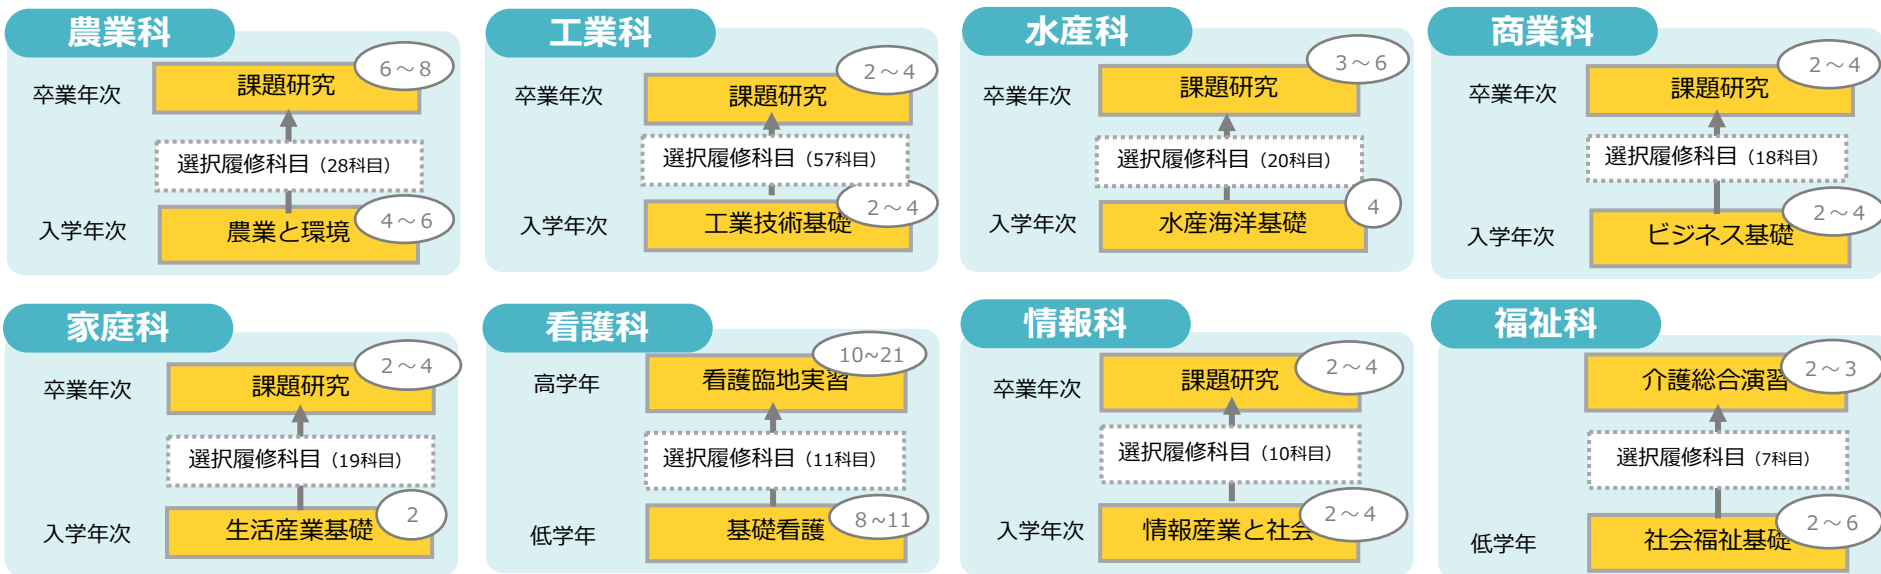 農業科
卒業年次
課題研究
6～8
選択履修科目（28科目）
入学年次
農業と環境
4～6
工業科
卒業年次
課題研究
2～4
選択履修科目（57科目）
入学年次
工業技術基礎
2～4
水産科
卒業年次
課題研究
3～6
選択履修科目（20科目）
入学年次
水産海洋基礎
4
商業科
卒業年次
課題研究
2～4
選択履修科目（18科目）
入学年次
ビジネス基礎
2～4
家庭科
卒業年次
課題研究
2～4
選択履修科目（19科目）
入学年次
生活産業基礎
2
看護科
高学年
看護臨地実習
10~21
選択履修科目（11科目）
低学年
基礎看護
8~11
情報科
卒業年次
課題研究
2～4
選択履修科目（10科目）
入学年次
情報産業と社会
2～4
福祉科
介護総合演習
2～3
選択履修科目（7科目）
低学年
社会福祉基礎
2～6